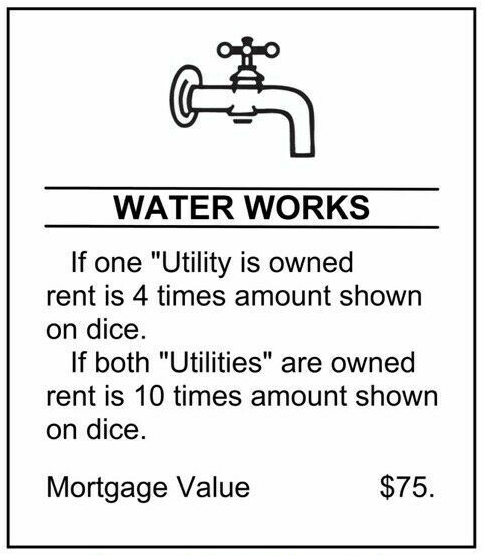 WATER WORKS
If one "Utility is owned
rent is 4 times amount shown
on dice.
If both "Utilities" are owned
rent is 10 times amount shown
on dice.
Mortgage Value $75.